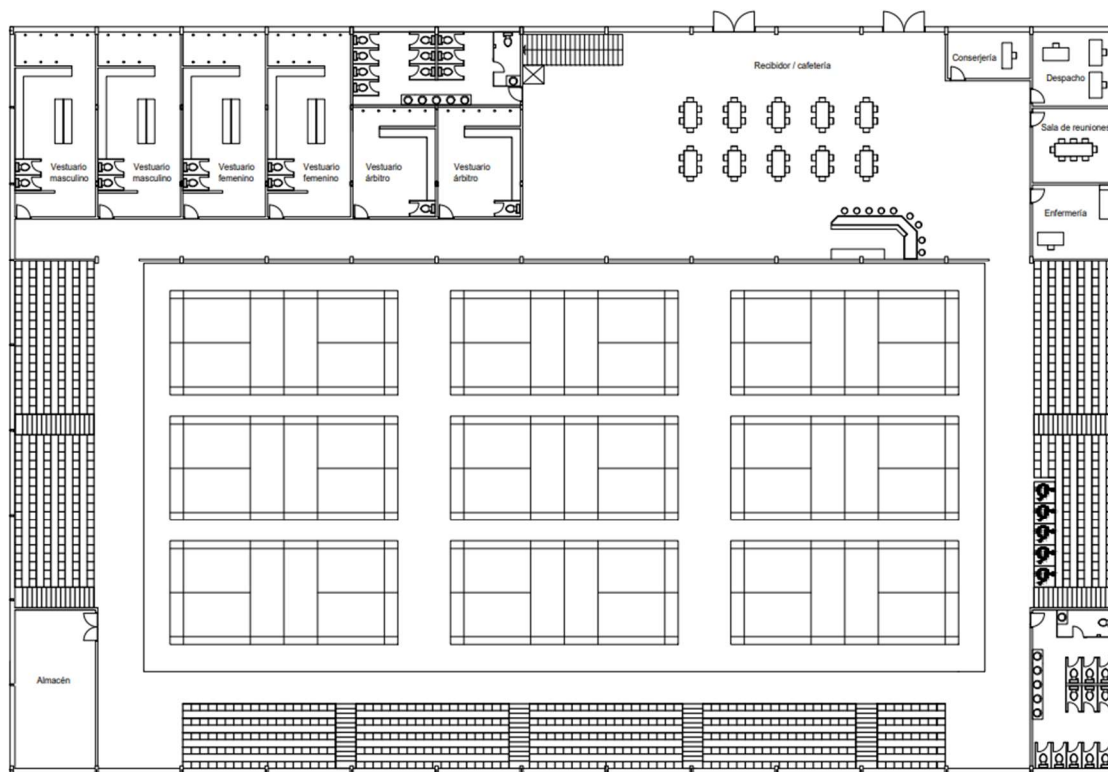 Recibidor / cafetería
Conserjería
Despacho
Sala de reuniones
Vestuario
masculino
Vestuario
masculino
Vestuario
femenino
Vestuario
femenino
Vestuario
árbitro
Vestuario
árbitro
Enfermería
Almacén